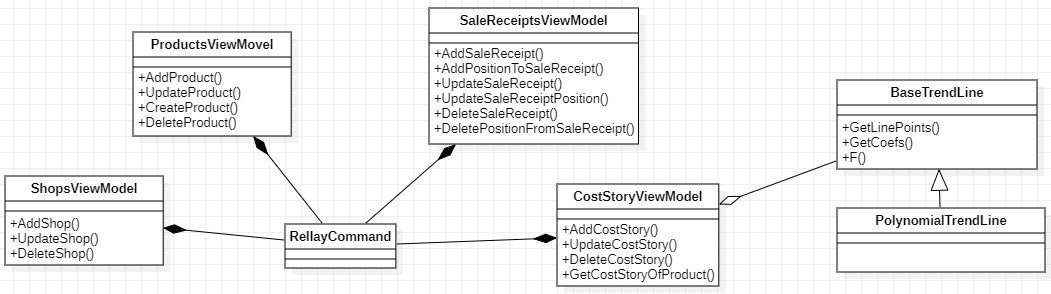 ProductsViewMovel
+AddProduct()
+UpdateProduct()
+CreateProduct()
+DeleteProduct()
SaleReceiptsViewModel
+AddSaleReceipt()
+AddPositionToSaleReceipt()
+UpdateSaleReceipt()
+UpdateSaleReceiptPosition()
+DeleteSaleReceipt()
+DeletePositionFromSaleReceipt()
BaseTrendLine
+GetLinePoints()
+GetCoefs()
+F()
ShopsViewModel
+AddShop()
+UpdateShop()
+DeleteShop()
RellayCommand
CostStoryViewModel
+AddCostStory()
+UpdateCostStory()
+DeleteCostStory()
+GetCostStoryOfProduct()
PolynomialTrendLine